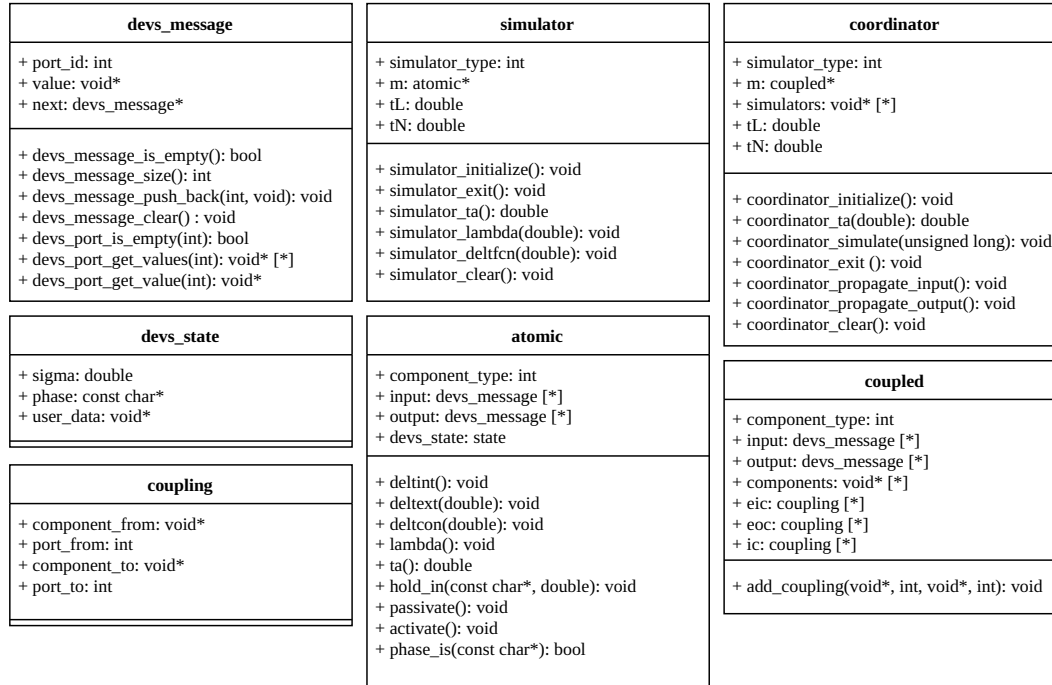 devs_message
+ port_id: int
+ value: void*
+ next: devs_message*
+ devs_message_is_empty(): bool
+ devs_message_size(): int
+ devs_message_push_back(int, void): void
+ devs_message_clear() : void
+ devs_port_is_empty(int): bool
+ devs_port_get_values(int): void* [*]
+ devs_port_get_value(int): void*
devs_state
+ sigma: double
+ phase: const char*
+ user_data: void*
coupling
+ component_from: void*
+ port_from: int
+ component_to: void*
+ port_to: int
simulator
+ simulator_type: int
+ m: atomic*
+ tL: double
+ tN: double
+ simulator_initialize(): void
+ simulator_exit(): void
+ simulator_ta(): double
+ simulator_lambda(double): void
+ simulator_deltfcn(double): void
+ simulator_clear(): void
atomic
+ component_type: int
+ input: devs_message [*]
+ output: devs_message [*]
+ devs_state: state
+ deltint(): void
+ deltext(double): void
+ deltcon(double): void
+ lambda(): void
+ ta(): double
+ hold_in(const char*, double): void
+ passivate(): void
+ activate(): void
+ phase_is(const char*): bool
coordinator
+ simulator_type: int
+ m: coupled*
+ simulators: void* [*]
+ tL: double
+ tN: double
+ coordinator_initialize(): void
+ coordinator_ta(double): double
+ coordinator_simulate(unsigned long): void
+ coordinator_exit (): void
+ coordinator_propagate_input(): void
+ coordinator_propagate_output(): void
+ coordinator_clear(): void
coupled
+ component_type: int
+ input: devs_message [*]
+ output: devs_message [*]
+ components: void* [*]
+ eic: coupling [*]
+ eoc: coupling [*]
+ ic: coupling [*]
+ add_coupling(void*, int, void*, int): void